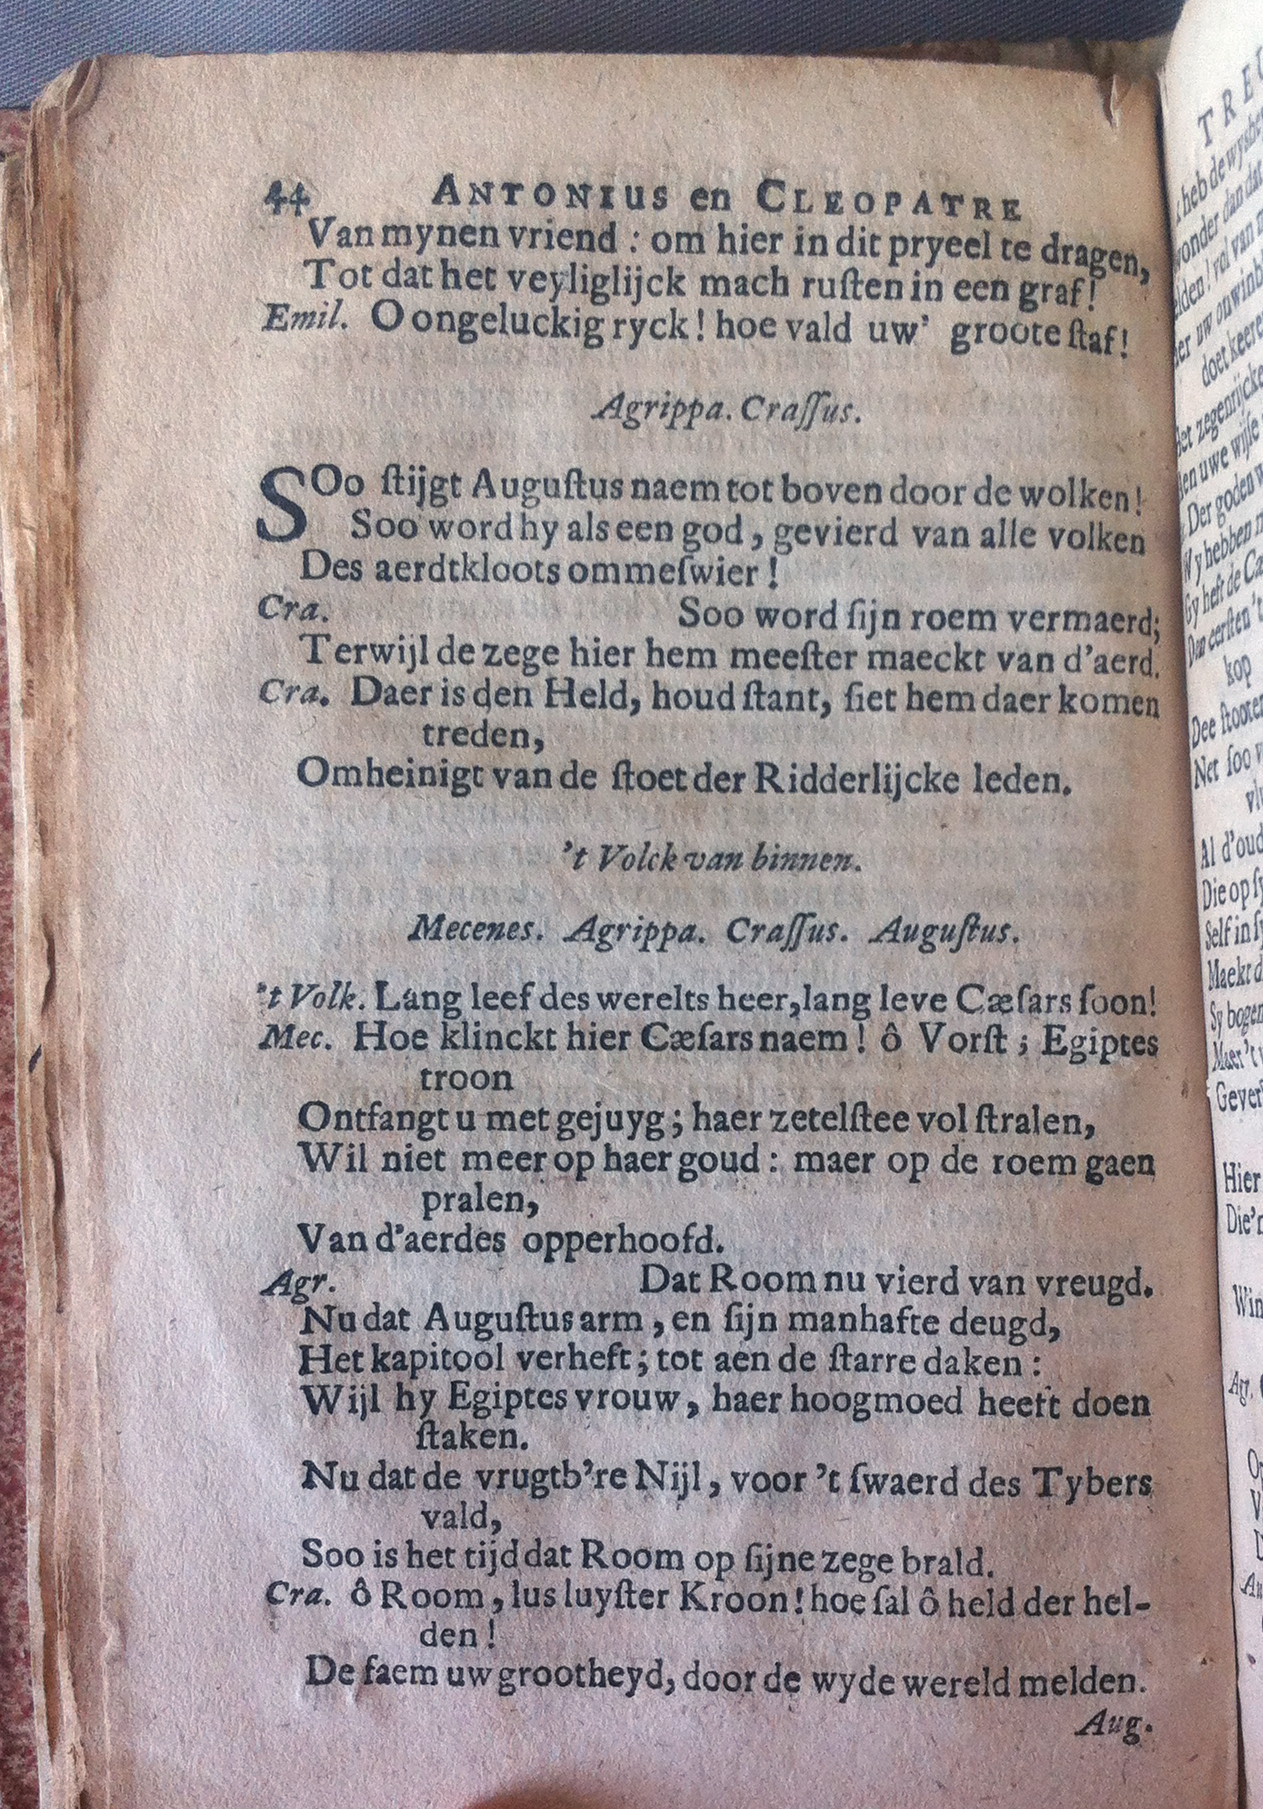 44 ANTONIUS en CLEOPATRE
Van mynen vriend : om hier in dit pryeel te dragen,
Tot dat het veyliglijck mach ruſten in een graf!
Emil. O ongeluckig ryck! hoe vald uw' groote ſtaf!
Agrippa. Craſſus.
SOo ſtijgt Auguſtus naem tot boven door de wolken!
Soo word hy als een god, gevierd van alle volken
Des aerdtkloots ommeſwier!
Cra. Soo word ſijn roem vermaerd;
Terwijl de zege hier hem meeſter maeckt van d'aerd.
Cra. Daer is den Held, houd ſtant, ſiet hem daer komen
treden,
Omheinigt van de ſtoet der Ridderlijcke leden.
't Volck van binnen.
Mecenes. Agrippa. Craſſus. Auguſtus.
't Volk. Lang leef des werelts heer, lang leve Cæſars ſoon!
Mec. Hoe klinckt hier Cæſars naem! ô Vorſt; Egiptes
troon
Ontfangt u met gejuyg; haer zetelſtee vol ſtralen,
Wil niet meer op haer goud: maer op de roem gaen
pralen,
Van d'aerdes opperhoofd.
Agr. Dat Room nu vierd van vreugd.
Nu dat Auguſtus arm, en ſijn manhafte deugd,
Het kapitool verheft; tot aen de ſtarre daken:
Wijl hy Egiptes vrouw, haer hoogmoed heeft doen
ſtaken.
Nu dat de vrugtb're Nijl, voor 't ſwaerd des Tybers
vald,
Soo is het tijd dat Room op ſijne zege brald.
Cra. ô Room, lus luyſter Kroon! hoe ſal ô held der hel-
den!
De faem uw grootheyd, door de wyde wereld melden.
Aug.